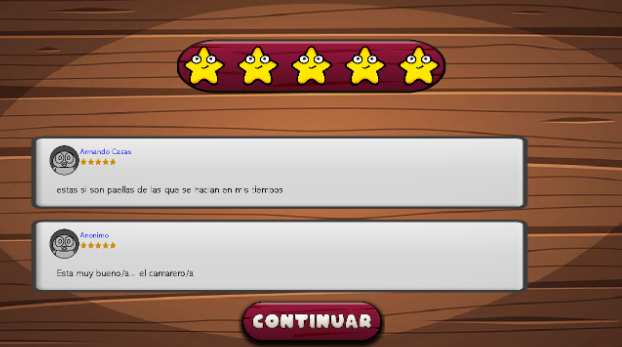 Armando Casas
estas si son paellas de las que se hacian en mis tiempos
Anonimo
Esta muy bueno/a... el camarero/a
CONTINUAR